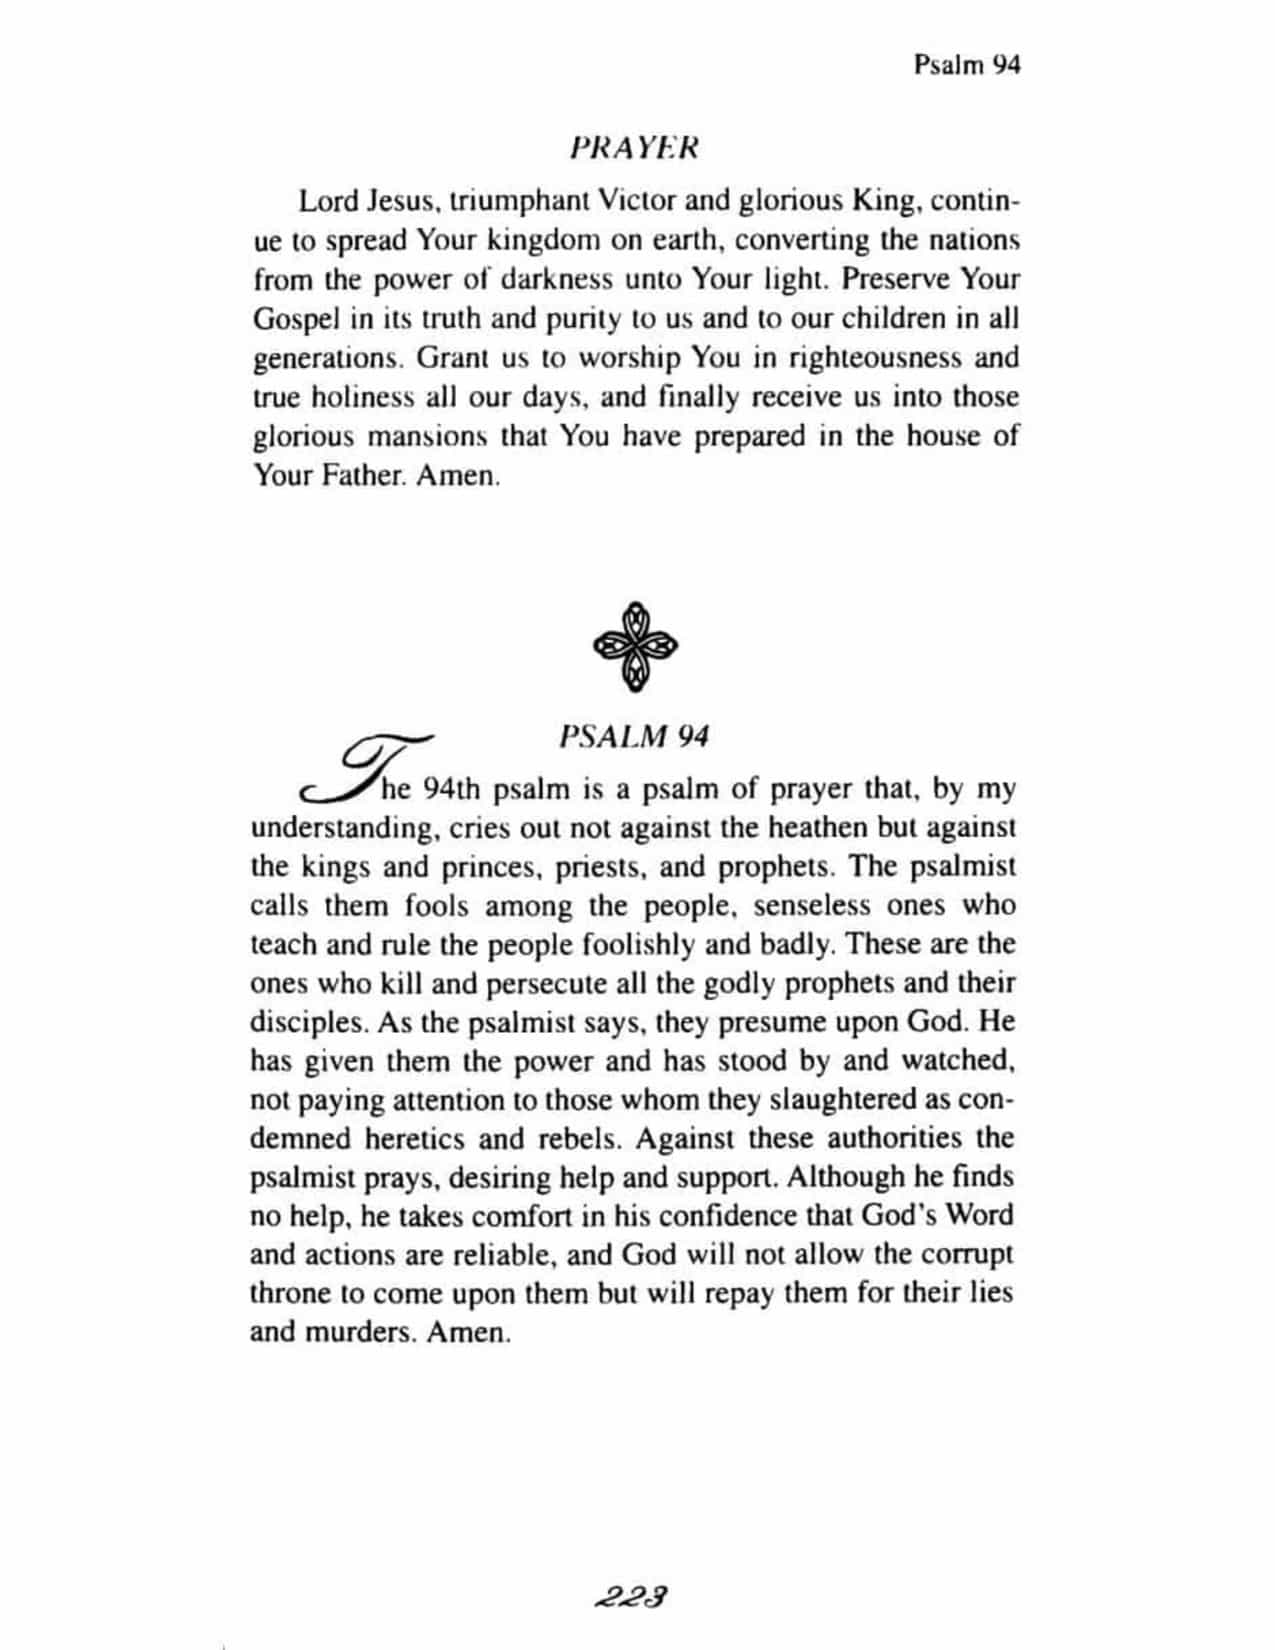 Psalm 94
PRAYER
Lord Jesus, triumphant Victor and glorious King, contin-
ue to spread Your kingdom on earth, converting the nations
from the power of darkness unto Your light. Preserve Your
Gospel in its truth and purity to us and to our children in all
generations. Grant us to worship You in righteousness and
true holiness all our days, and finally receive us into those
glorious mansions that You have prepared in the house of
Your Father. Amen.
PSALM 94
The 94th psalm is a psalm of prayer that, by my
understanding, cries out not against the heathen but against
the kings and princes, priests, and prophets. The psalmist
calls them fools among the people, senseless ones who
teach and rule the people foolishly and badly. These are the
ones who kill and persecute all the godly prophets and their
disciples. As the psalmist says, they presume upon God. He
has given them the power and has stood by and watched,
not paying attention to those whom they slaughtered as con-
demned heretics and rebels. Against these authorities the
psalmist prays, desiring help and support. Although he finds
no help, he takes comfort in his confidence that God's Word
and actions are reliable, and God will not allow the corrupt
throne to come upon them but will repay them for their lies
and murders. Amen.
223